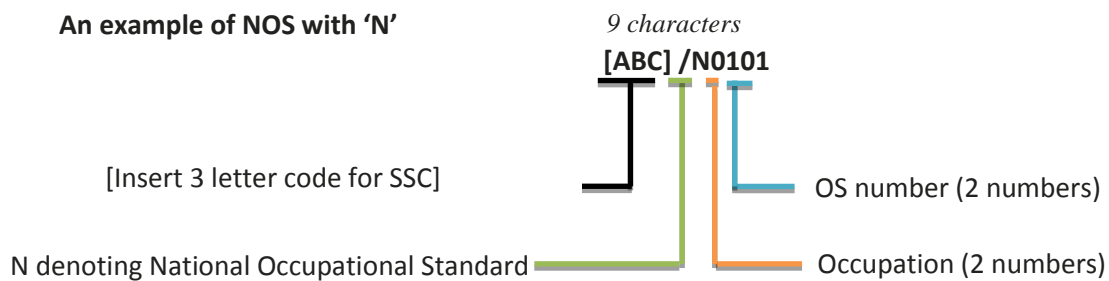 An example of NOS with ‘N’
9 characters
[ABC] /N0101
[Insert 3 letter code for SSC]
OS number (2 numbers)
N denoting National Occupational Standard
Occupation (2 numbers)